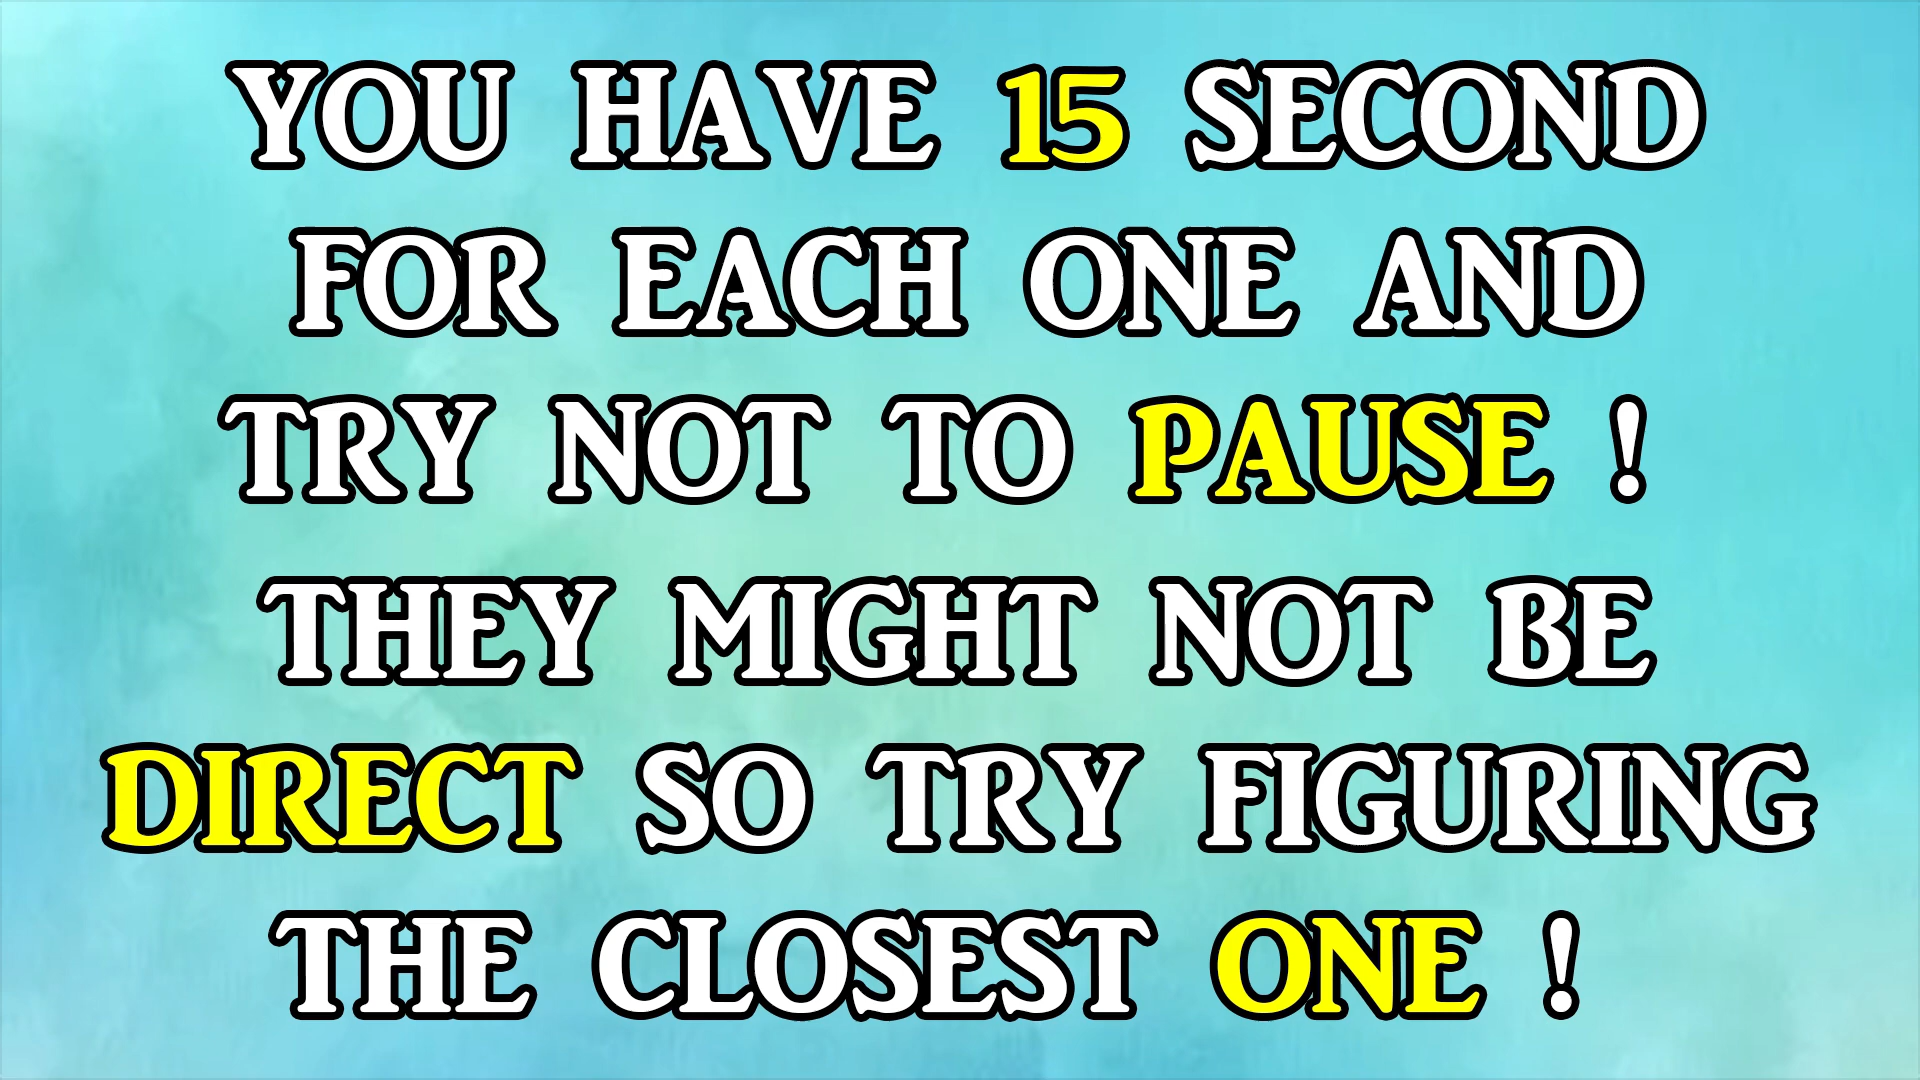 YOU HAVE 15 SECOND
FOR EACH ONE AND
TRY NOT TO PAUSE !
THEY MIGHT NOT BE
DIRECT SO TRY FIGURING
THE CLOSEST ONE !